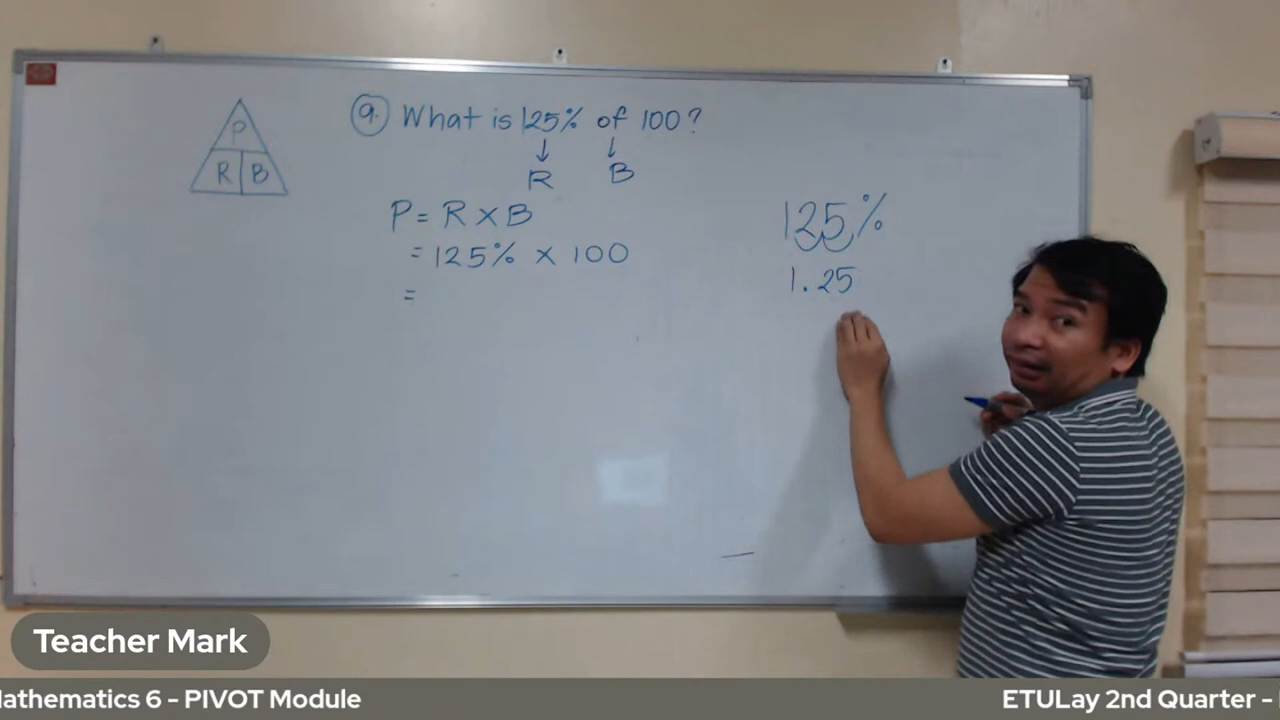 P
R B
9. What is 125% of 100?
↓ ↓
R B
P = R × B
= 125% × 100
=
125%
1.25
Teacher Mark
Mathematics 6 - PIVOT Module
ETULay 2nd Quarter -